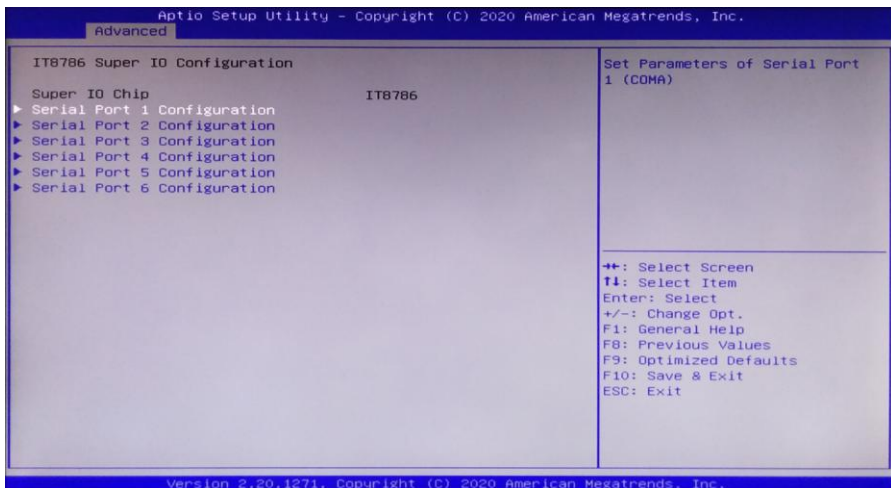 Aptio Setup Utility – Copyright (C) 2020 American Megatrends, Inc.
Advanced
IT8786 Super IO Configuration
Super IO Chip IT8786
▶ Serial Port 1 Configuration
▶ Serial Port 2 Configuration
▶ Serial Port 3 Configuration
▶ Serial Port 4 Configuration
▶ Serial Port 5 Configuration
▶ Serial Port 6 Configuration
Set Parameters of Serial Port
1 (COMA)
→←: Select Screen
↑↓: Select Item
Enter: Select
+/-: Change Opt.
F1: General Help
F8: Previous Values
F9: Optimized Defaults
F10: Save & Exit
ESC: Exit
Version 2.20.1271. Copyright (C) 2020 American Megatrends, Inc.